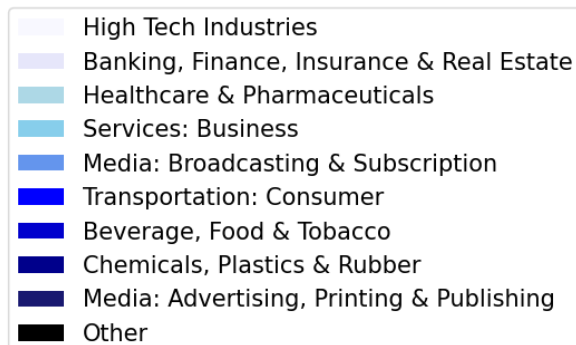 High Tech Industries
Banking, Finance, Insurance & Real Estate
Healthcare & Pharmaceuticals
Services: Business
Media: Broadcasting & Subscription
Transportation: Consumer
Beverage, Food & Tobacco
Chemicals, Plastics & Rubber
Media: Advertising, Printing & Publishing
Other